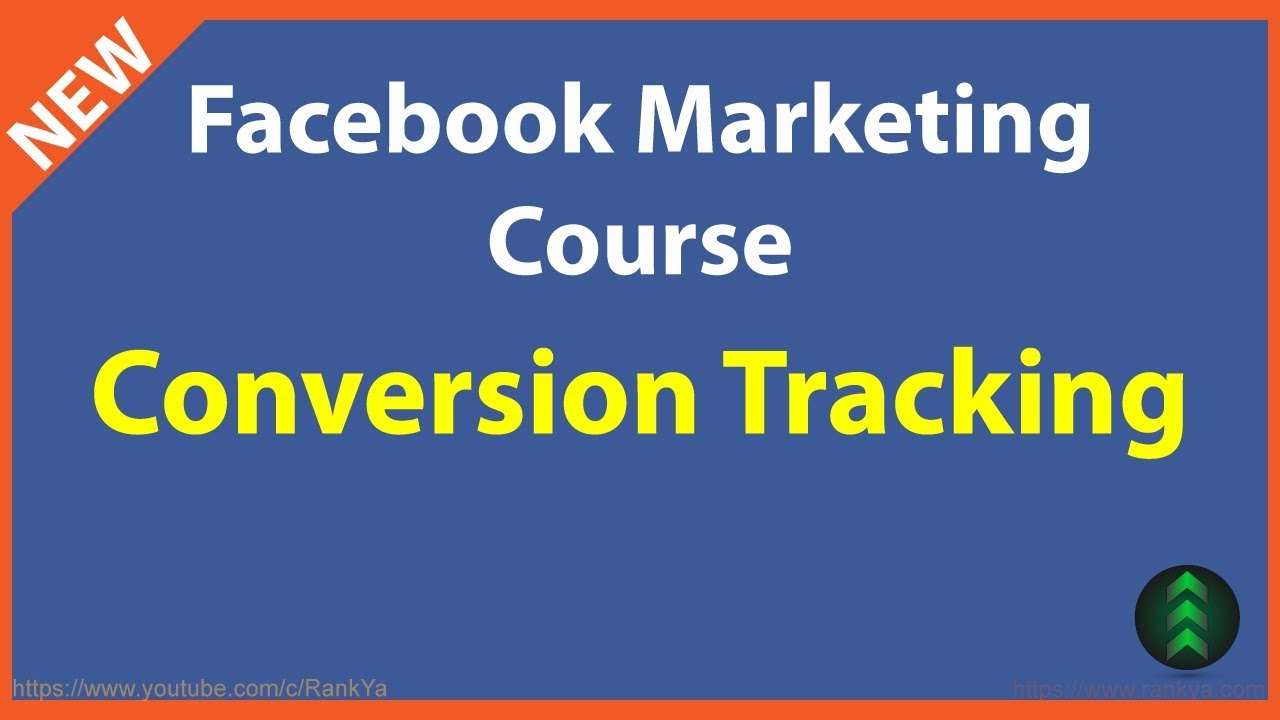 NEW
Facebook Marketing
Course
Conversion Tracking
https://www.youtube.com/c/RankYa
https://www.rankya.com